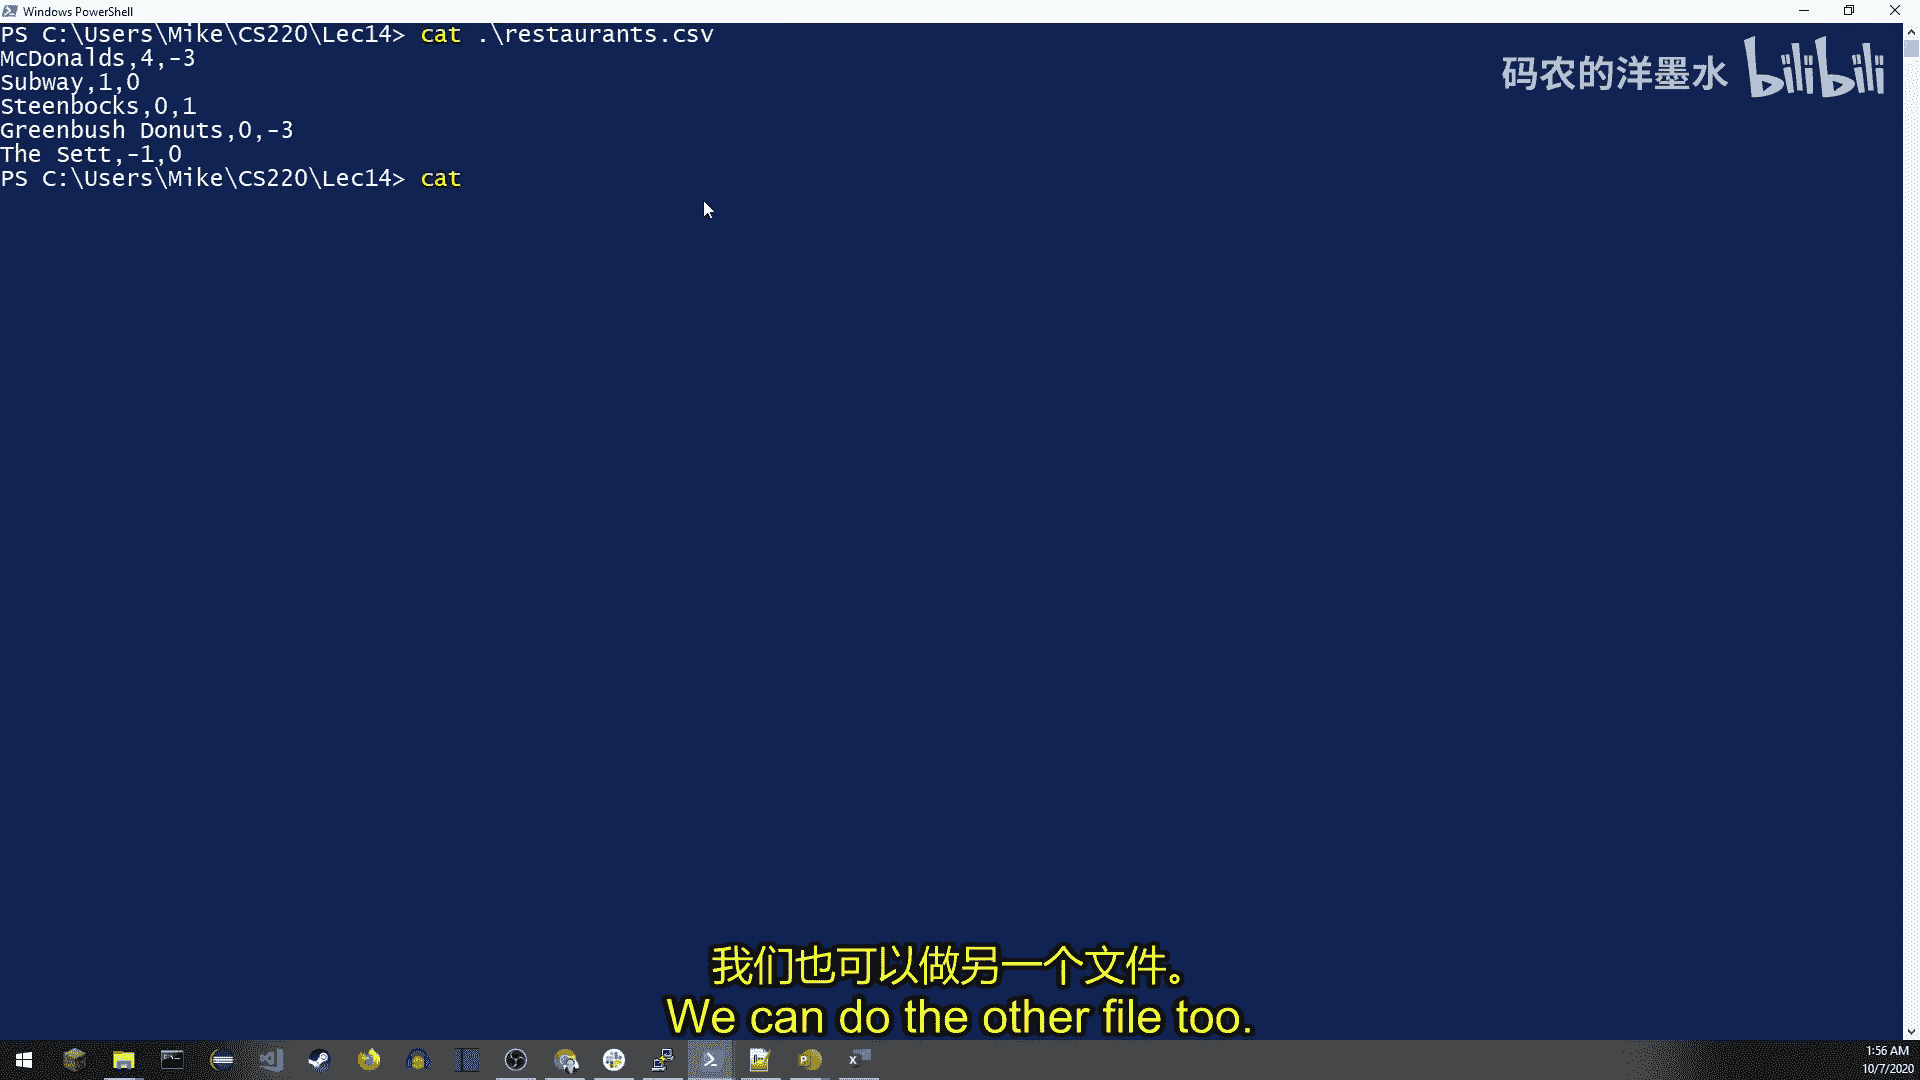 Windows PowerShell
PS C:\Users\Mike\CS220\Lec14> cat .\restaurants.csv
McDonalds,4,-3
Subway,1,0
Steenbocks,0,1
Greenbush Donuts,0,-3
The Sett,-1,0
PS C:\Users\Mike\CS220\Lec14> cat
码农的洋墨水 bilibili
我们也可以做另一个文件。
We can do the other file too.
1:56 AM
10/7/2020